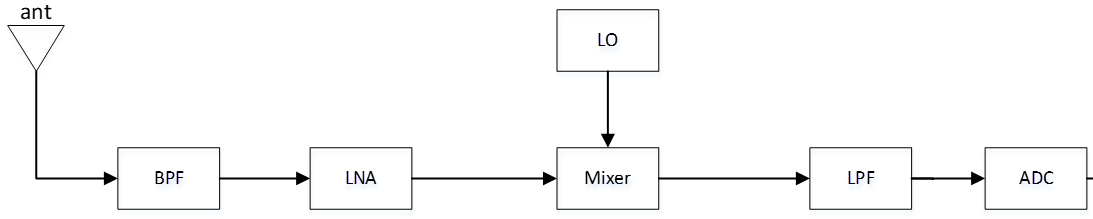 ant
LO
BPF
LNA
Mixer
LPF
ADC